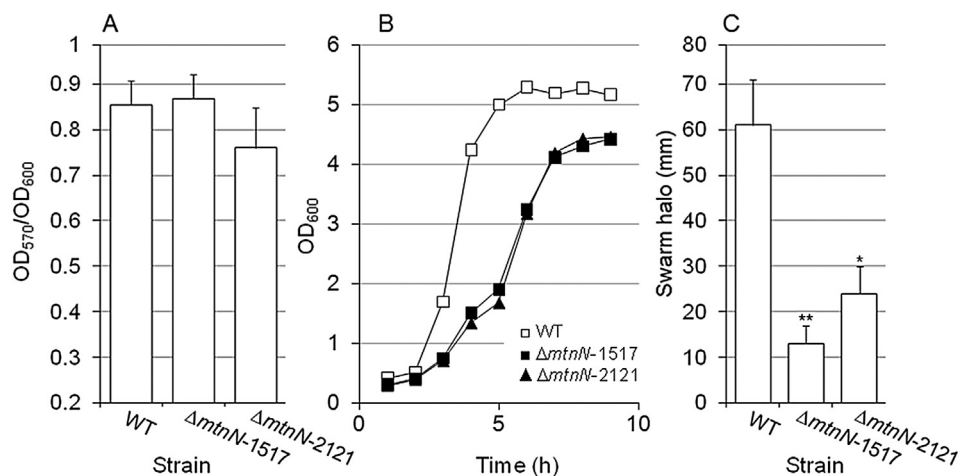 A
1
0.9
0.8
0.7
0.6
0.5
0.4
0.3
0.2
OD570/OD600
WT
ΔmtnN-1517
ΔmtnN-2121
Strain
B
6
5
4
3
2
1
0
OD600
0
5
10
Time (h)
WT
ΔmtnN-1517
ΔmtnN-2121
C
80
70
60
50
40
30
20
10
0
Swarm halo (mm)
**
*
WT
ΔmtnN-1517
ΔmtnN-2121
Strain